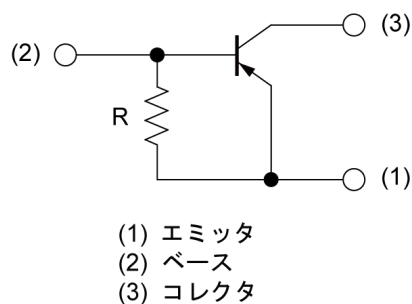 (2)
(3)
R
(1)
(1) エミッタ
(2) ベース
(3) コレクタ